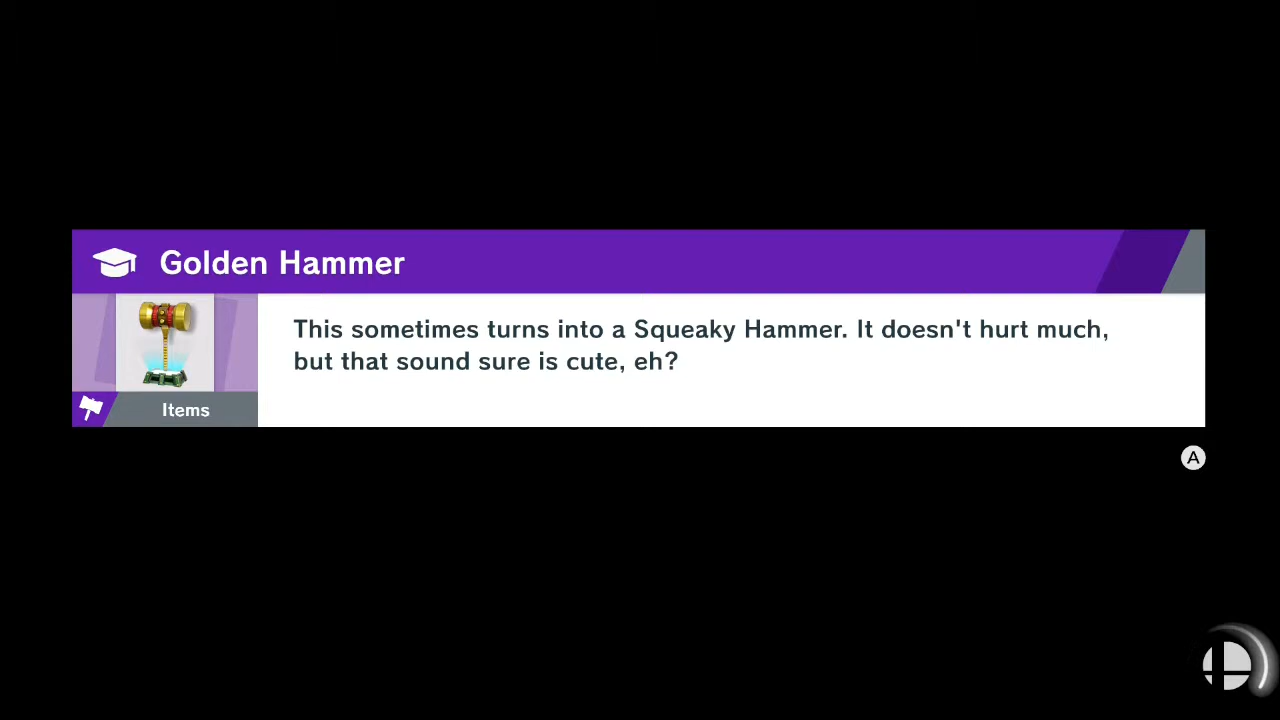 Golden Hammer
This sometimes turns into a Squeaky Hammer. It doesn't hurt much,
but that sound sure is cute, eh?
Items
A